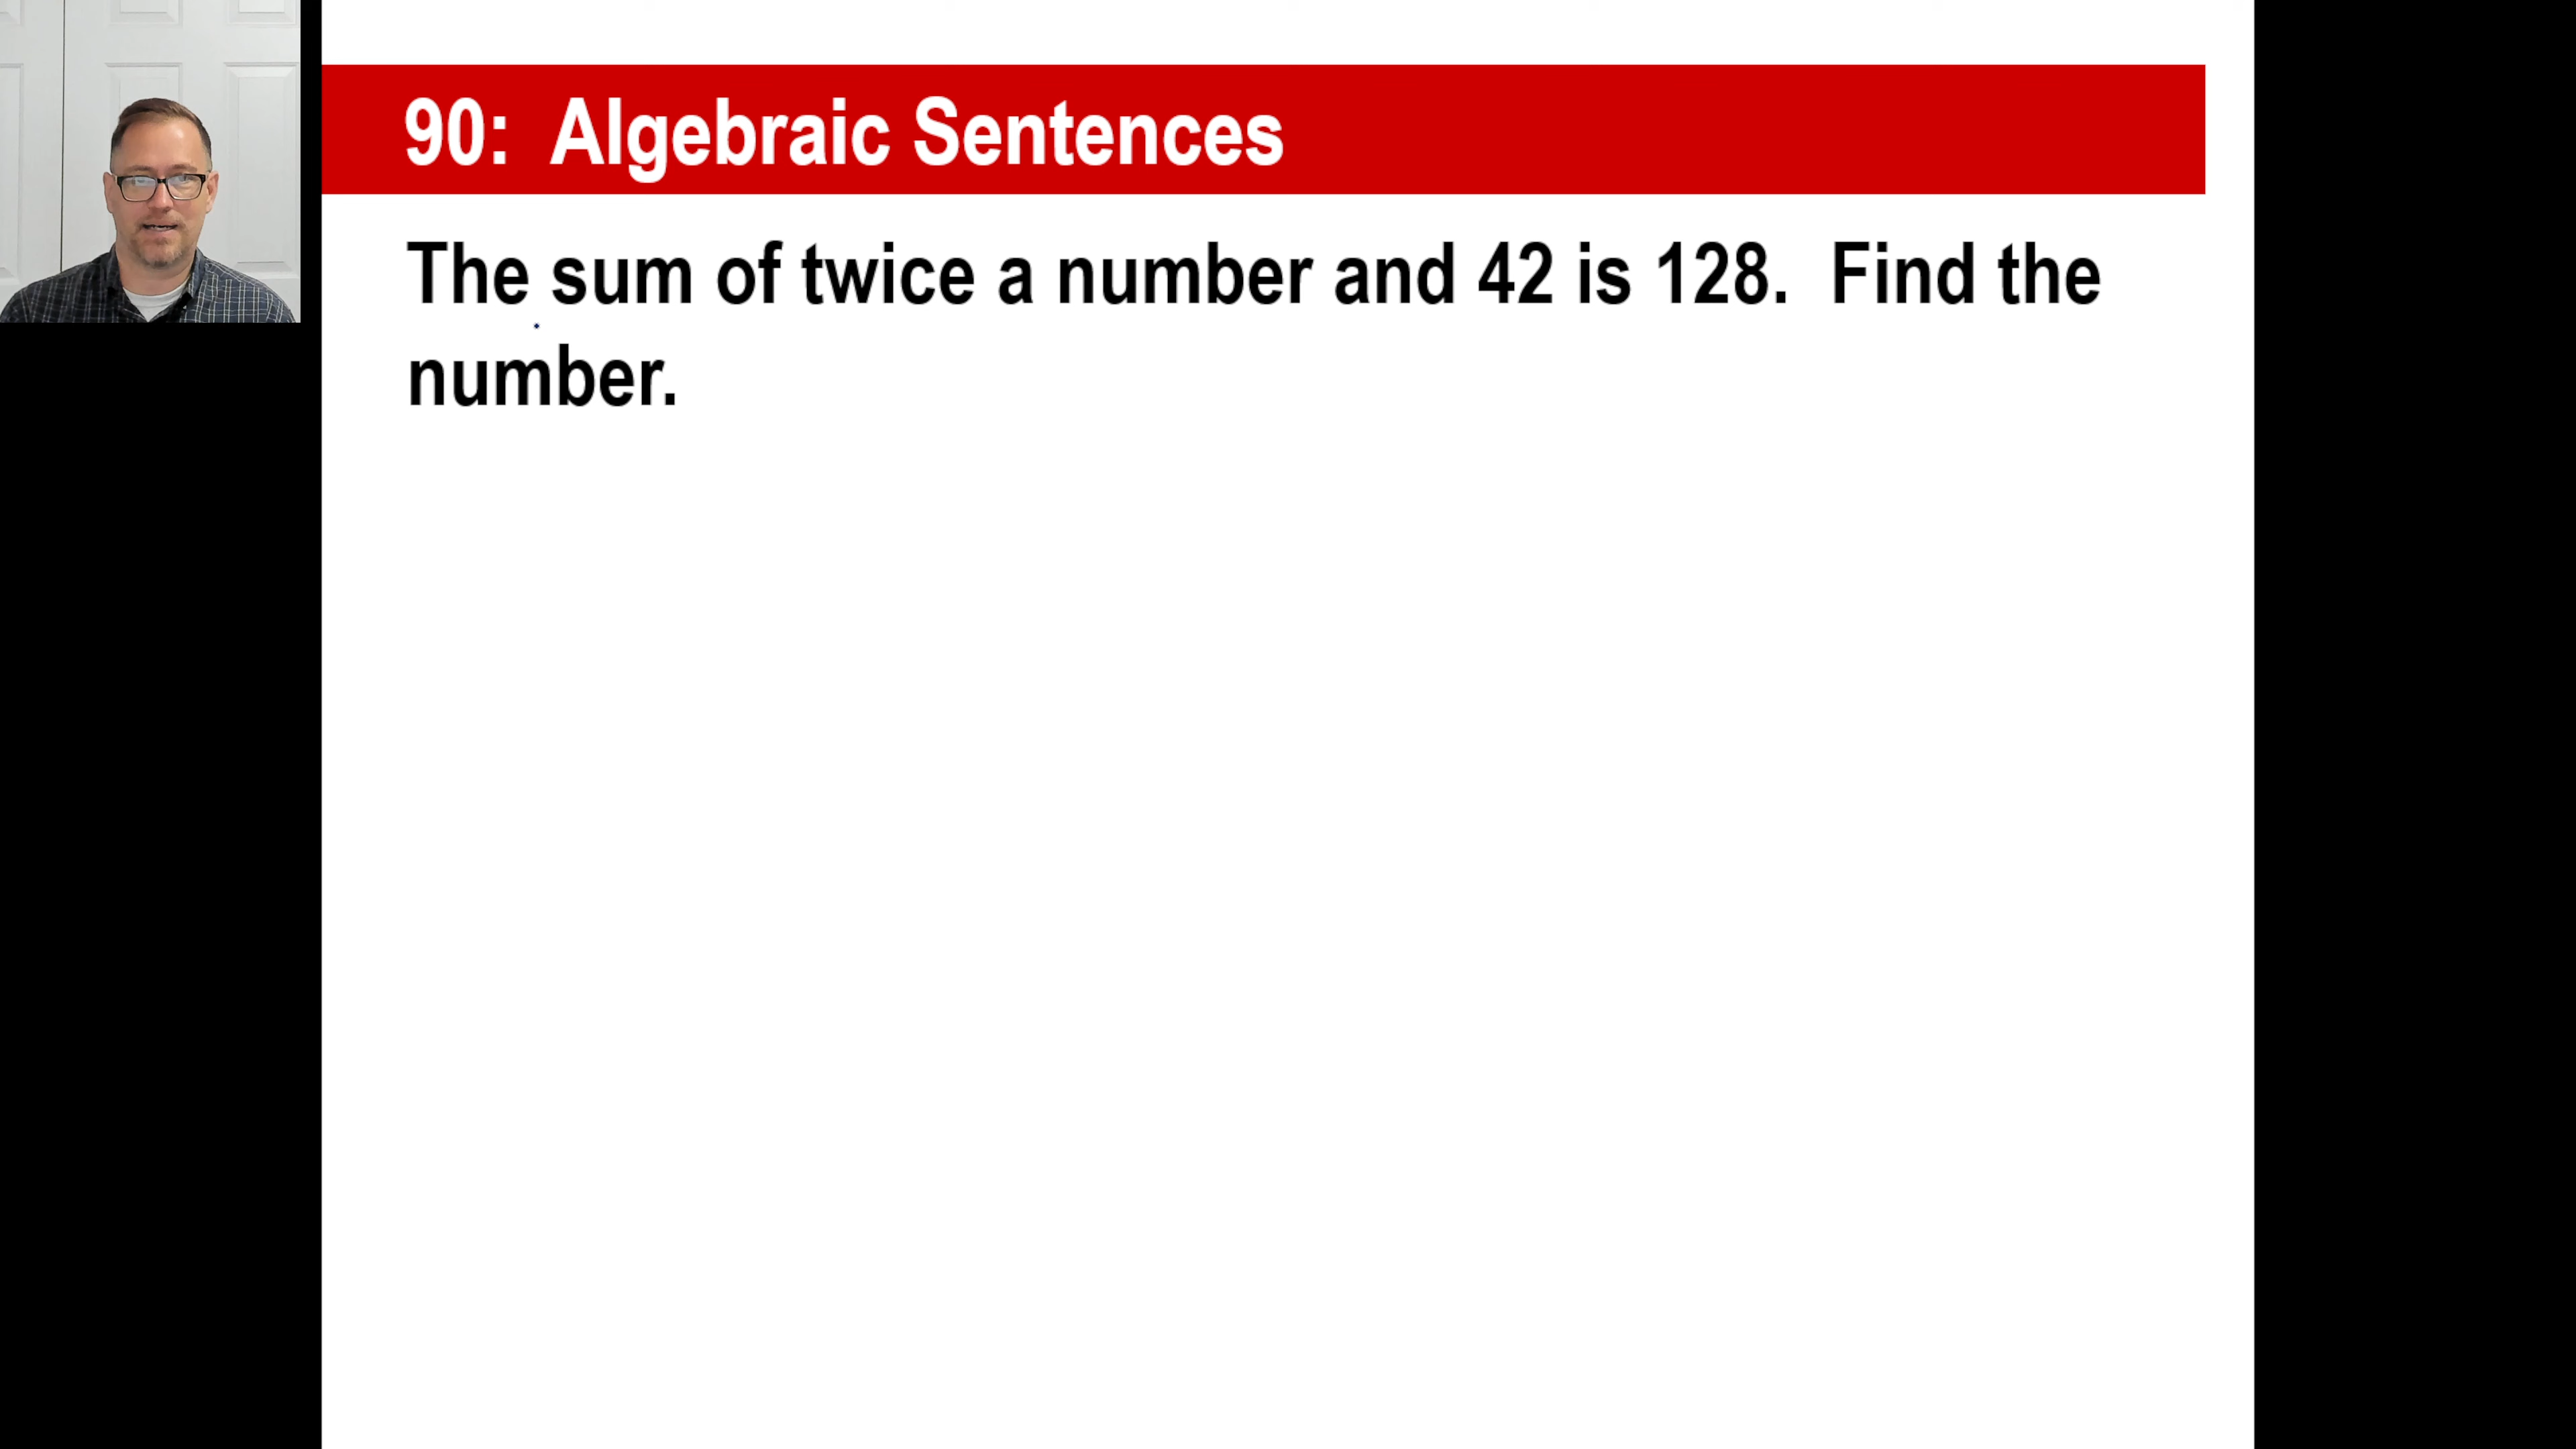 90:  Algebraic Sentences
The sum of twice a number and 42 is 128.  Find the
number.